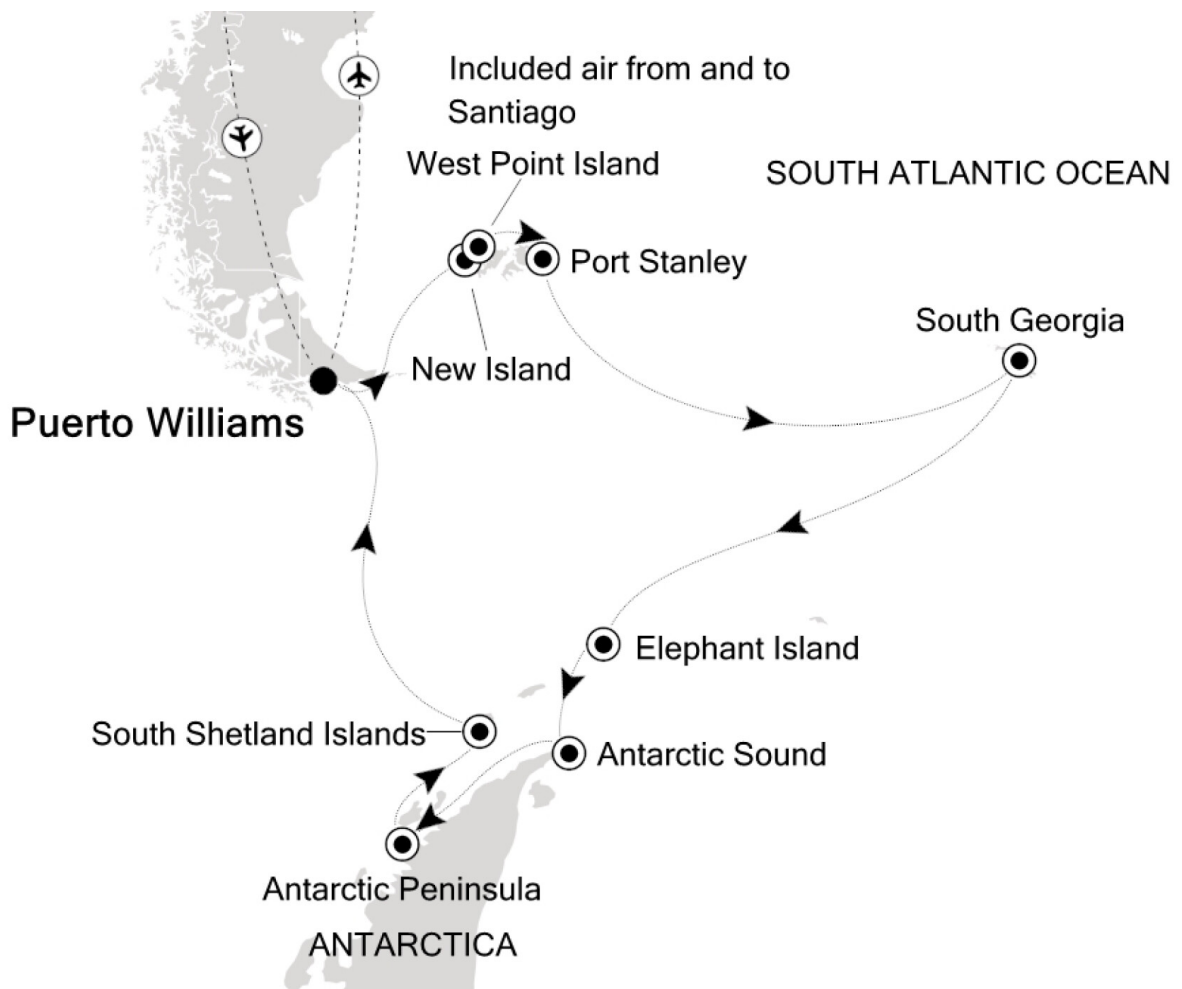 Included air from and to
Santiago
West Point Island
SOUTH ATLANTIC OCEAN
Port Stanley
South Georgia
New Island
Puerto Williams
Elephant Island
South Shetland Islands
Antarctic Sound
Antarctic Peninsula
ANTARCTICA